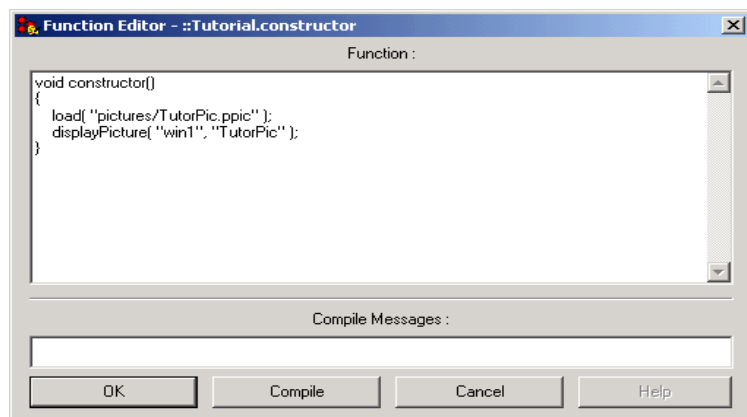 Function Editor - ::Tutorial.constructor
Function :
void constructor()
{
load( "pictures/TutorPic.ppic" );
displayPicture( "win1", "TutorPic" );
}
Compile Messages :
OK Compile Cancel Help